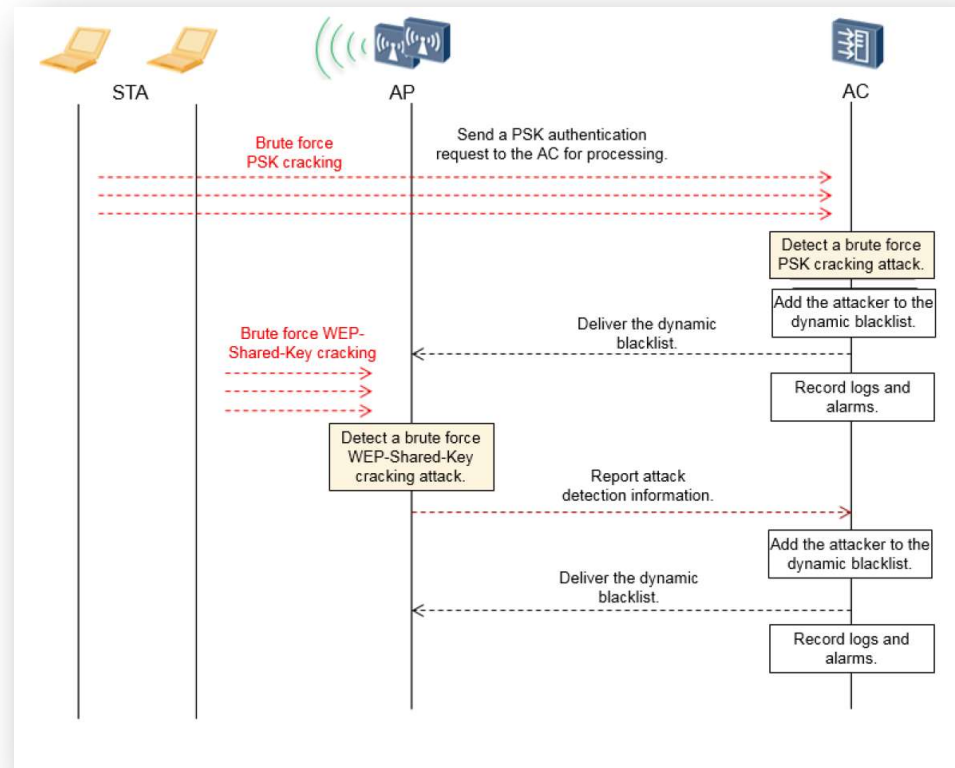 STA
AP
AC
Brute force
PSK cracking
Send a PSK authentication
request to the AC for processing.
Detect a brute force
PSK cracking attack.
Add the attacker to the
dynamic blacklist.
Deliver the dynamic
blacklist.
Brute force WEP-
Shared-Key cracking
Record logs and
alarms.
Detect a brute force
WEP-Shared-Key
cracking attack.
Report attack
detection information.
Add the attacker to the
dynamic blacklist.
Deliver the dynamic
blacklist.
Record logs and
alarms.